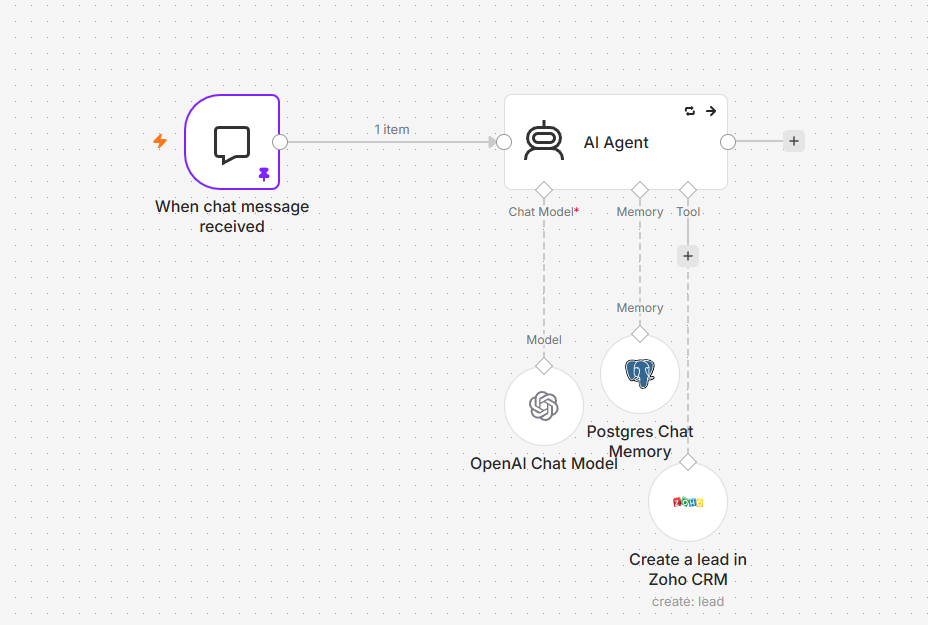 1 item
AI Agent
When chat message
received
Chat Model*
Memory
Tool
Memory
Model
Postgres Chat
Memory
OpenAI Chat Model
ZOHO
Create a lead in
Zoho CRM
create: lead